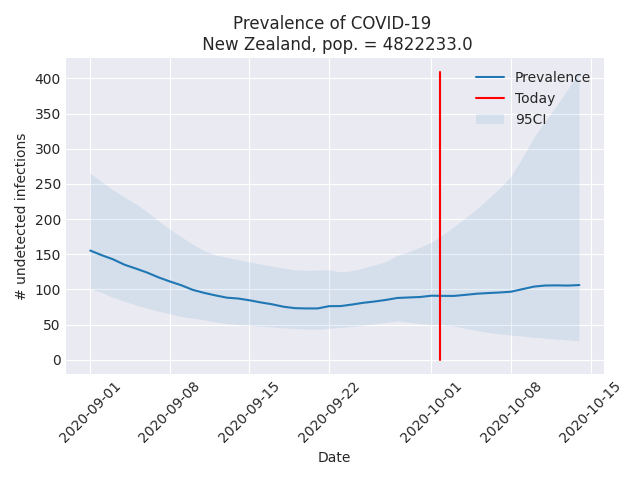 Prevalence of COVID-19
New Zealand, pop. = 4822233.0
400
350
300
250
200
150
100
50
0
# undetected infections
Prevalence
Today
95CI
2020-09-01
2020-09-08
2020-09-15
2020-09-22
2020-10-01
2020-10-08
2020-10-15
Date